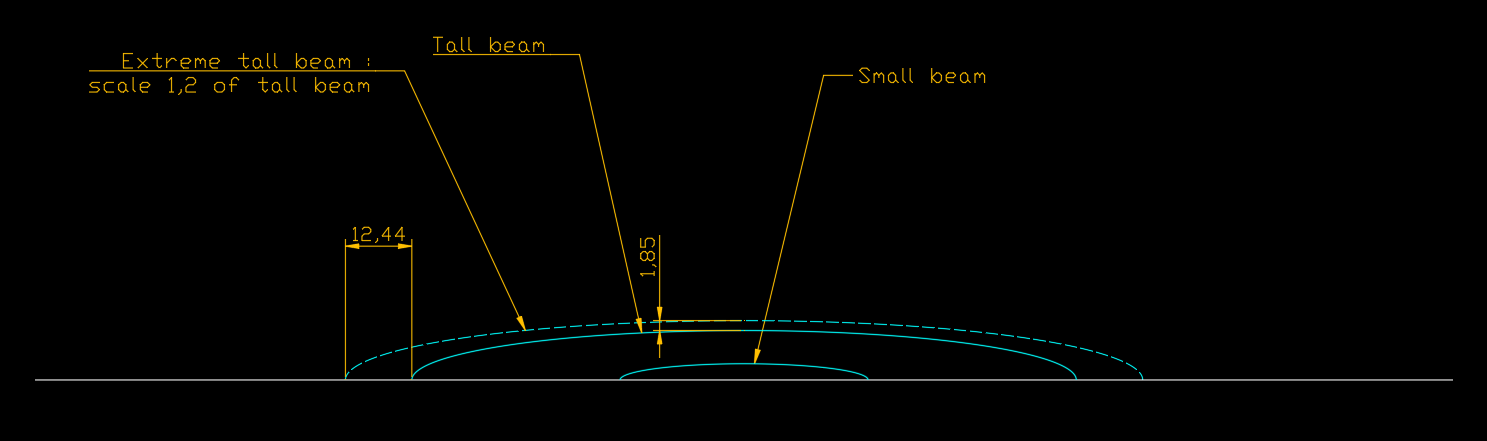 Tall beam
Extreme tall beam :
scale 1,2 of tall beam
Small beam
12,44
1,85